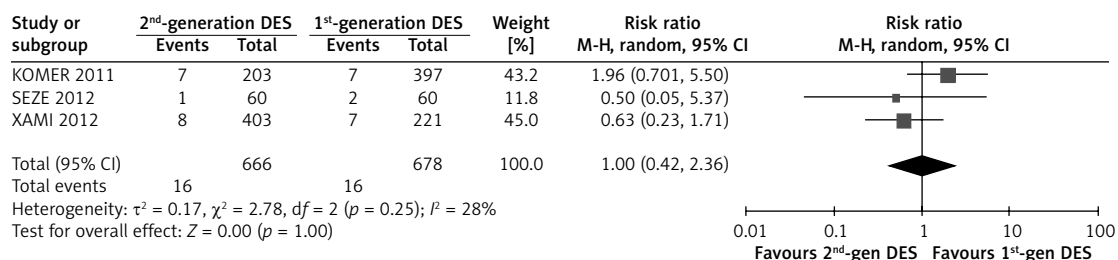 Study or 2nd-generation DES 1st-generation DES Weight Risk ratio Risk ratio
subgroup Events Total Events Total [%] M-H, random, 95% CI M-H, random, 95% CI
KOMER 2011 7 203 7 397 43.2 1.96 (0.701, 5.50)
SEZE 2012 1 60 2 60 11.8 0.50 (0.05, 5.37)
XAMI 2012 8 403 7 221 45.0 0.63 (0.23, 1.71)
Total (95% CI) 666 678 100.0 1.00 (0.42, 2.36)
Total events 16 16
Heterogeneity: τ² = 0.17, χ² = 2.78, df = 2 (p = 0.25); I² = 28%
Test for overall effect: Z = 0.00 (p = 1.00)
0.01 0.1 1 10 100
Favours 2nd-gen DES Favours 1st-gen DES